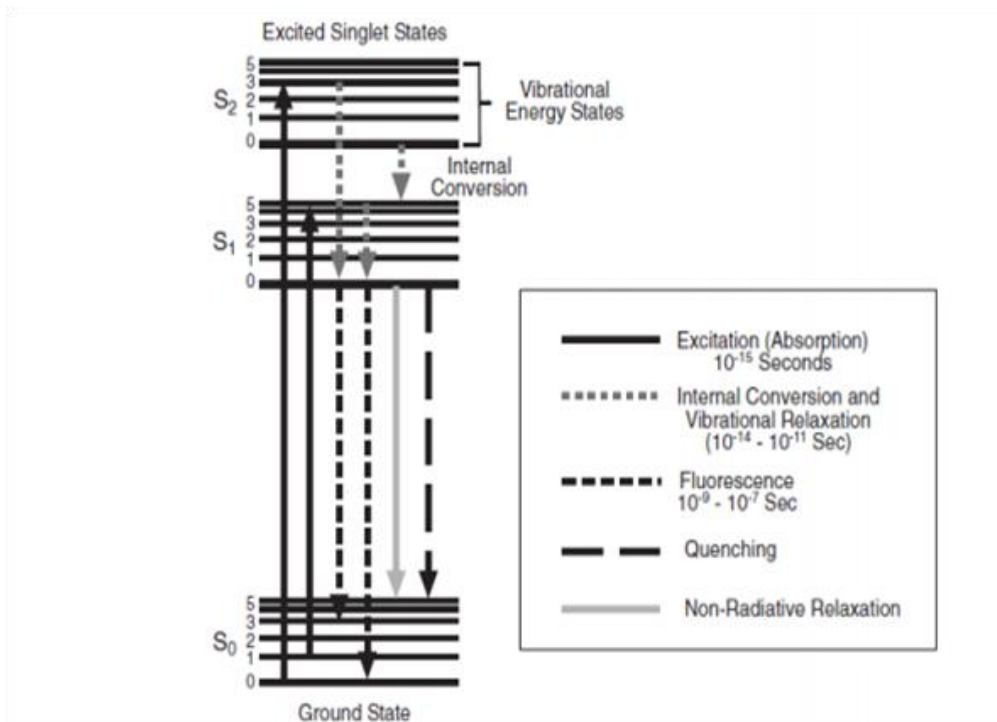 Excited Singlet States
5
3
S₂ 2
1
0
Vibrational
Energy States
Internal
Conversion
5
3
S₁ 2
1
0
Excitation (Absorption)
10⁻¹⁵ Seconds
Internal Conversion and
Vibrational Relaxation
(10⁻¹⁴ - 10⁻¹¹ Sec)
Fluorescence
10⁻⁹ - 10⁻⁷ Sec
Quenching
Non-Radiative Relaxation
5
3
S₀ 2
1
0
Ground State